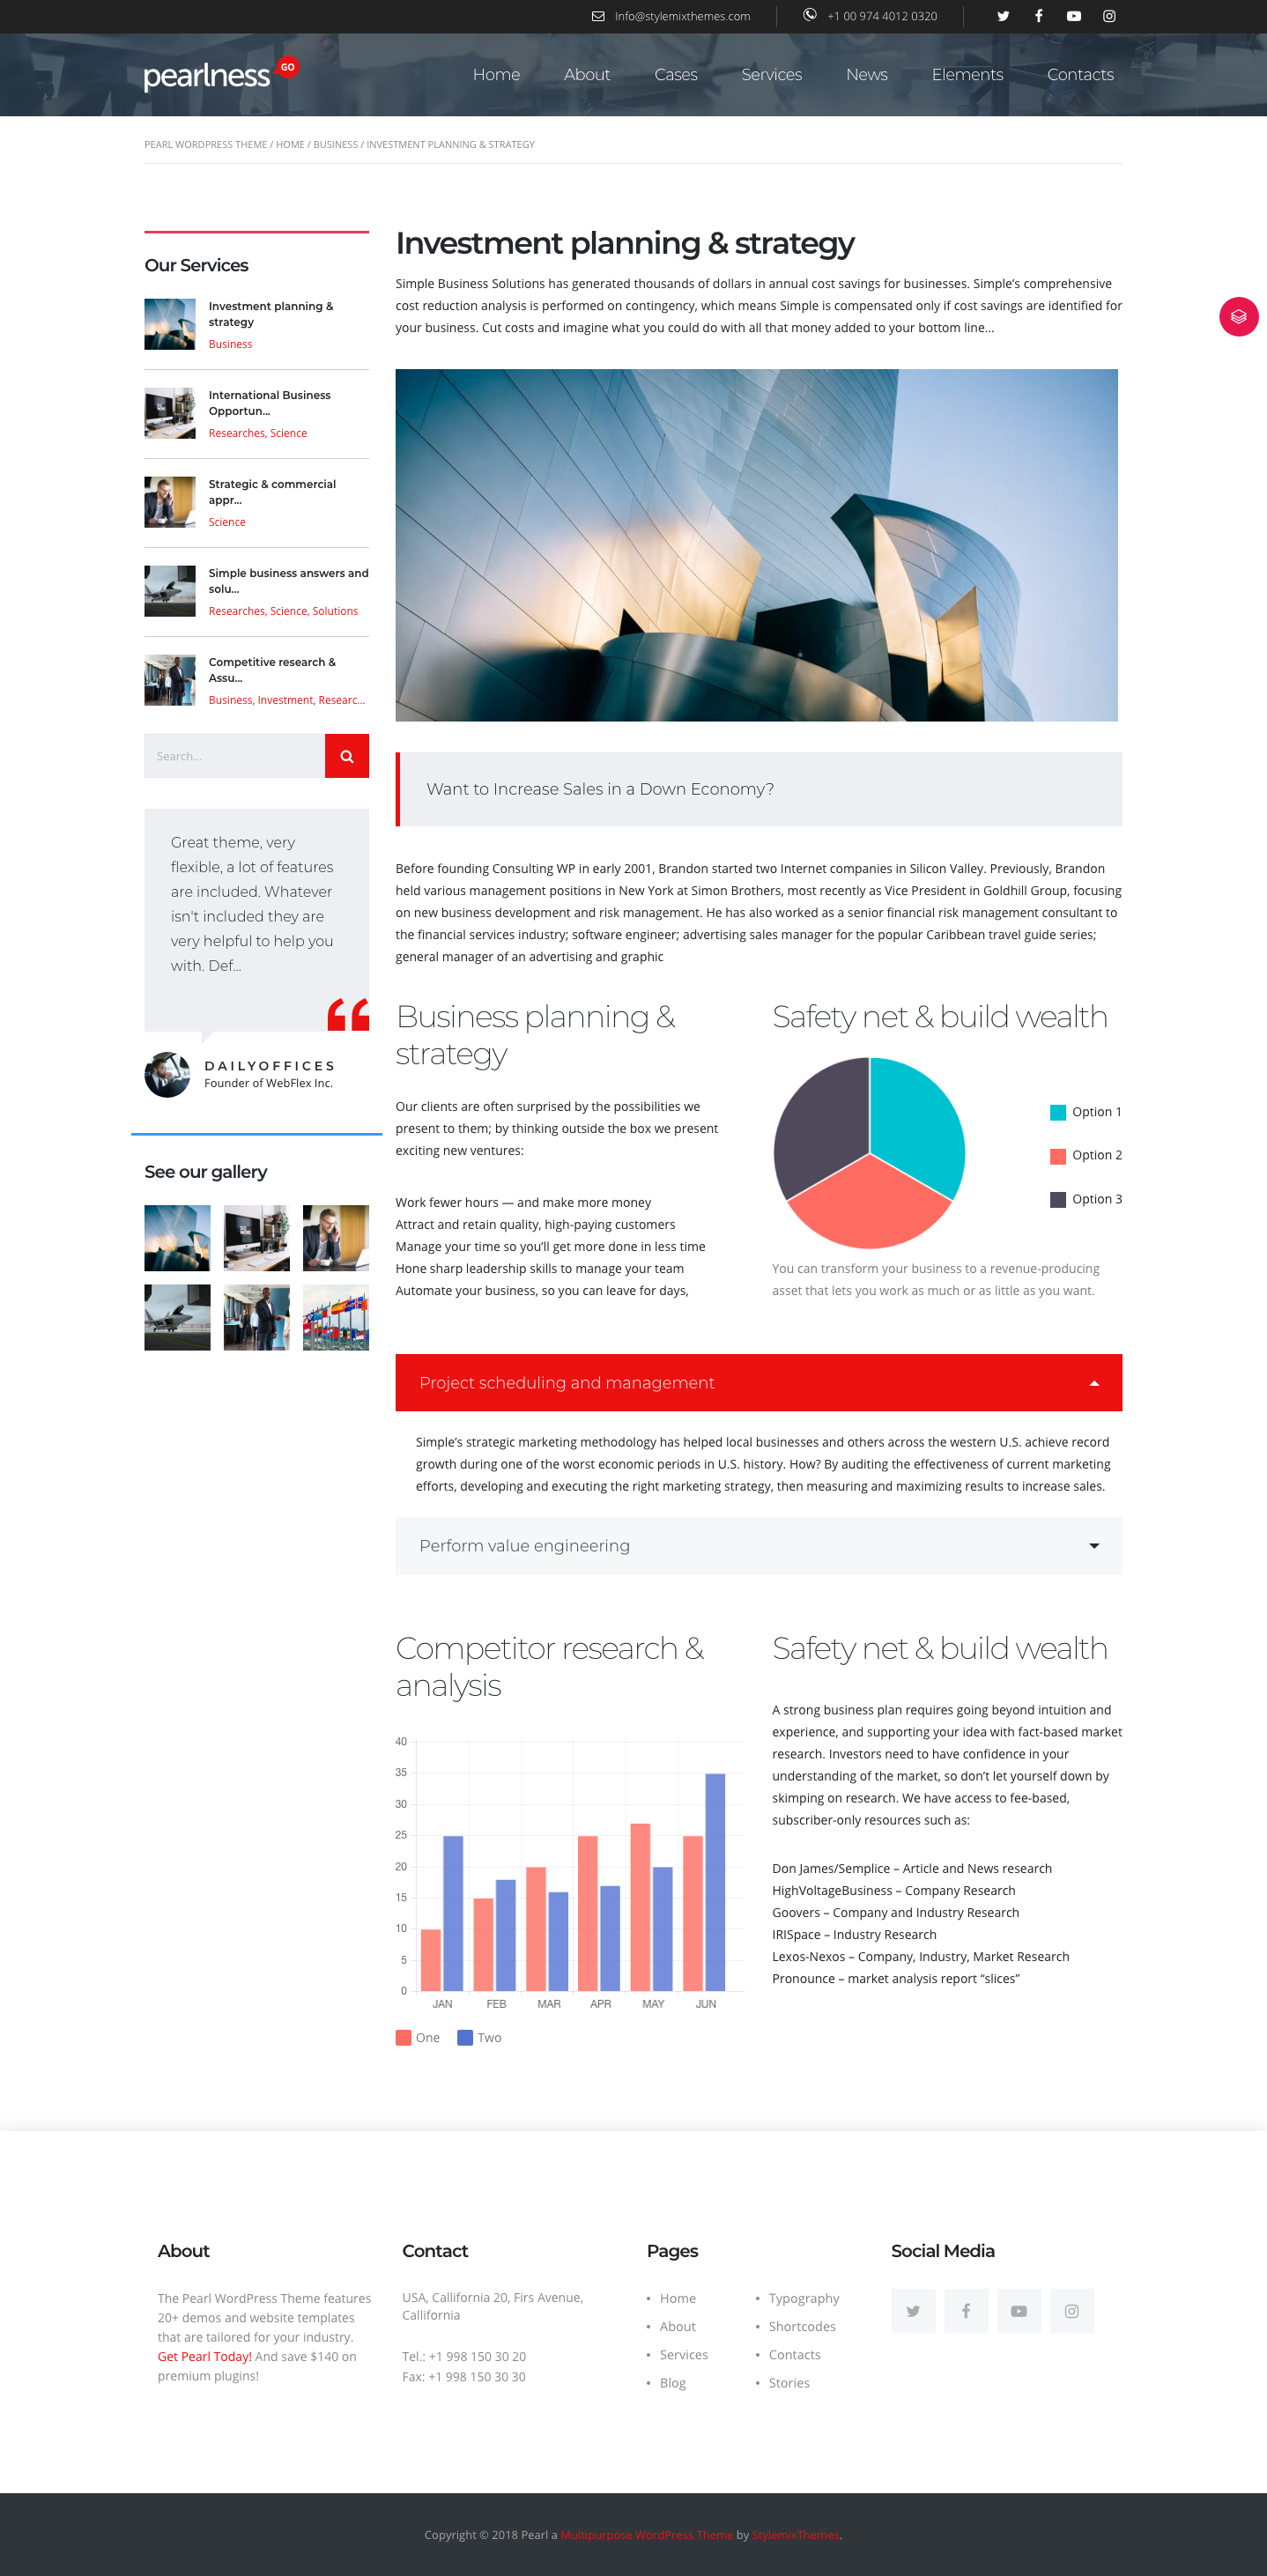 Info@stylemixthemes.com +1 00 974 4012 0320
pearlness GO
Home About Cases Services News Elements Contacts
PEARL WORDPRESS THEME / HOME / BUSINESS / INVESTMENT PLANNING & STRATEGY
Our Services
Investment planning &
strategy
Business
International Business
Opportun...
Researches, Science
Strategic & commercial
appr...
Science
Simple business answers and
solu...
Researches, Science, Solutions
Competitive research &
Assu...
Business, Investment, Researc...
Search...
Great theme, very
flexible, a lot of features
are included. Whatever
isn't included they are
very helpful to help you
with. Def...
DAILYOFFICES
Founder of WebFlex Inc.
See our gallery
Investment planning & strategy
Simple Business Solutions has generated thousands of dollars in annual cost savings for businesses. Simple’s comprehensive
cost reduction analysis is performed on contingency, which means Simple is compensated only if cost savings are identified for
your business. Cut costs and imagine what you could do with all that money added to your bottom line…
Want to Increase Sales in a Down Economy?
Before founding Consulting WP in early 2001, Brandon started two Internet companies in Silicon Valley. Previously, Brandon
held various management positions in New York at Simon Brothers, most recently as Vice President in Goldhill Group, focusing
on new business development and risk management. He has also worked as a senior financial risk management consultant to
the financial services industry; software engineer; advertising sales manager for the popular Caribbean travel guide series;
general manager of an advertising and graphic
Business planning &
strategy
Our clients are often surprised by the possibilities we
present to them; by thinking outside the box we present
exciting new ventures:
Work fewer hours — and make more money
Attract and retain quality, high-paying customers
Manage your time so you’ll get more done in less time
Hone sharp leadership skills to manage your team
Automate your business, so you can leave for days,
Safety net & build wealth
Option 1
Option 2
Option 3
You can transform your business to a revenue-producing
asset that lets you work as much or as little as you want.
Project scheduling and management
Simple’s strategic marketing methodology has helped local businesses and others across the western U.S. achieve record
growth during one of the worst economic periods in U.S. history. How? By auditing the effectiveness of current marketing
efforts, developing and executing the right marketing strategy, then measuring and maximizing results to increase sales.
Perform value engineering
Competitor research &
analysis
40
35
30
25
20
15
10
5
0
JAN FEB MAR APR MAY JUN
One Two
Safety net & build wealth
A strong business plan requires going beyond intuition and
experience, and supporting your idea with fact-based market
research. Investors need to have confidence in your
understanding of the market, so don’t let yourself down by
skimping on research. We have access to fee-based,
subscriber-only resources such as:
Don James/Semplice – Article and News research
HighVoltageBusiness – Company Research
Goovers – Company and Industry Research
IRISpace – Industry Research
Lexos-Nexos – Company, Industry, Market Research
Pronounce – market analysis report “slices”
About
The Pearl WordPress Theme features
20+ demos and website templates
that are tailored for your industry.
Get Pearl Today! And save $140 on
premium plugins!
Contact
USA, Callifornia 20, Firs Avenue,
Callifornia
Tel.: +1 998 150 30 20
Fax: +1 998 150 30 30
Pages
Home
About
Services
Blog
Typography
Shortcodes
Contacts
Stories
Social Media
Copyright © 2018 Pearl a Multipurpose WordPress Theme by StylemixThemes.